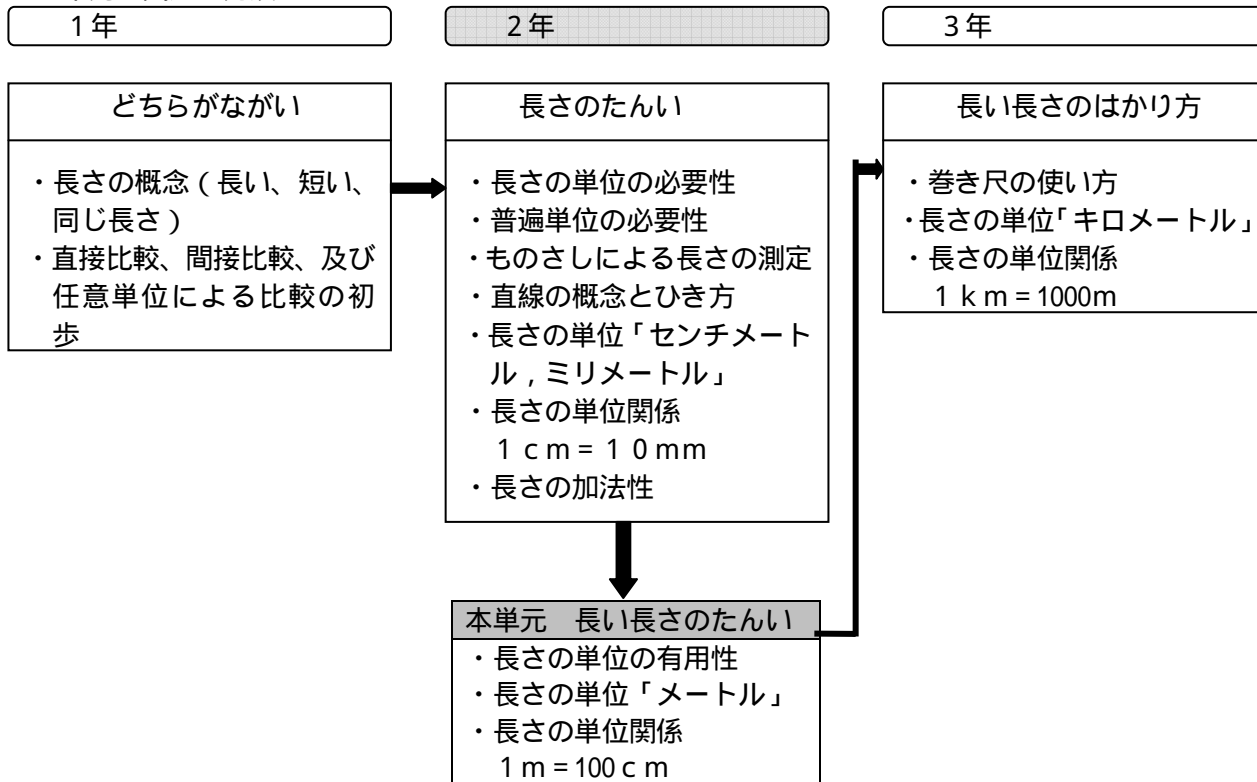 1年
2年
3年
どちらがながい
・長さの概念(長い、短い、
同じ長さ)
・直接比較、間接比較、及び
任意単位による比較の初
歩
長さのたんい
・長さの単位の必要性
・普遍単位の必要性
・ものさしによる長さの測定
・直線の概念とひき方
・長さの単位「センチメート
ル,ミリメートル」
・長さの単位関係
1cm=10mm
・長さの加法性
本単元 長い長さのたんい
・長さの単位の有用性
・長さの単位「メートル」
・長さの単位関係
1m=100cm
長い長さのはかり方
・巻き尺の使い方
・長さの単位「キロメートル」
・長さの単位関係
1km=1000m